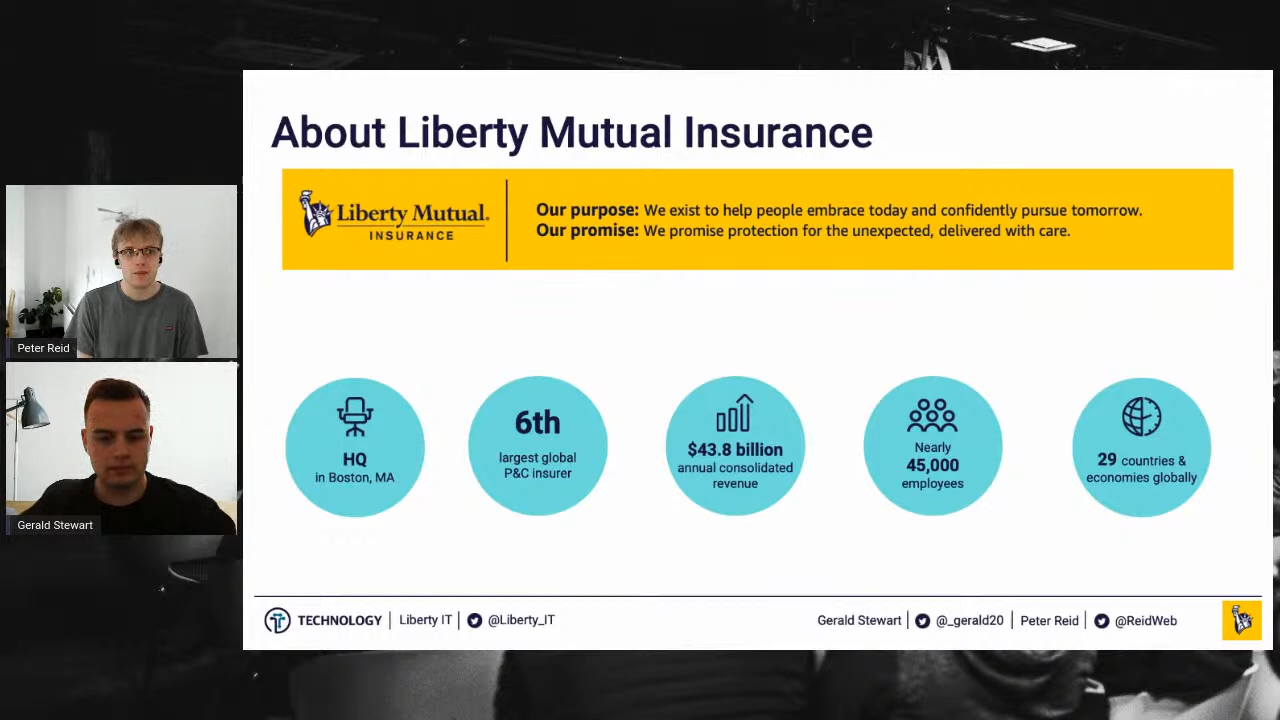 About Liberty Mutual Insurance
Liberty Mutual.
INSURANCE
Our purpose: We exist to help people embrace today and confidently pursue tomorrow.
Our promise: We promise protection for the unexpected, delivered with care.
Peter Reid
Gerald Stewart
HQ
in Boston, MA
6th
largest global
P&C insurer
$43.8 billion
annual consolidated
revenue
Nearly
45,000
employees
29 countries &
economies globally
TECHNOLOGY | Liberty IT | @Liberty_IT
Gerald Stewart | @_gerald20 | Peter Reid | @ReidWeb